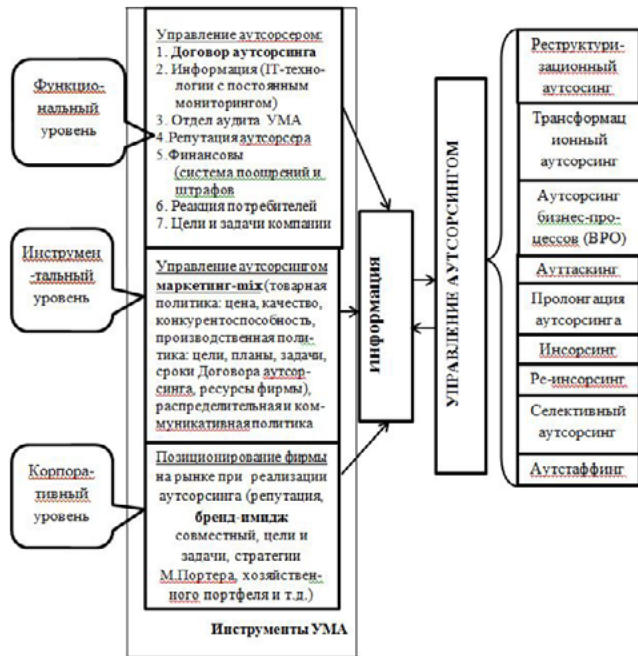 Функцио-
нальный
уровень
Инструмен
-тальный
уровень
Корпора-
тивный
уровень
Управление аутсорсером:
1. Договор аутсорсинга
2. Информация (IT-техно-
логии с постоянным
мониторингом)
3. Отдел аудита УМА
4.Репутация аутсорсера
5.Финансовы
(система поощрений и
штрафов
6. Реакция потребителей
7. Цели и задачи компании
Управление аутсорсингом
маркетинг-mix (товарная
политика: цена, качество,
конкурентоспособность,
производственная поли-
тика: цели, планы, задачи,
сроки Договора аутсор-
синга, ресурсы фирмы),
распределительная и ком-
муникативная политика
Позиционирование фирмы
на рынке при реализации
аутсорсинга (репутация,
бренд-имидж
совместный, цели и
задачи, стратегии
М.Портера, хозяйствен-
ного портфеля и т.д.)
Инструменты УМА
Информация
УПРАВЛЕНИЕ АУТСОРСИНГОМ
Реструктури-
зационный
аутсосинг
Трансформац
ионный
аутсорсинг
Аутсорсинг
бизнес-про-
цессов (BPO)
Ауттаскинг
Пролонгация
аутсорсинга
Инсорсинг
Ре-инсорсинг
Селективный
аутсорсинг
Аутстаффинг